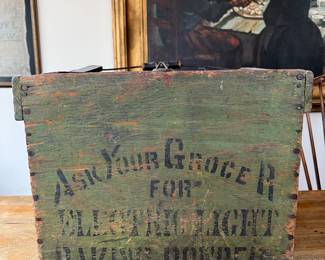 ASK YOUR GROCER
FOR
ELECTRIC LIGHT
BAKING POWDER